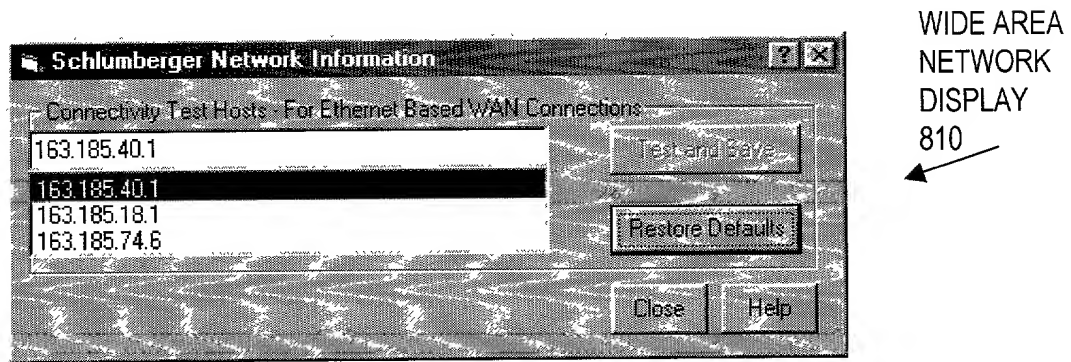 Schlumberger Network Information
Connectivity Test Hosts - For Ethernet Based WAN Connections
163.185.40.1
Test and Save
163.185.40.1
163.185.18.1
163.185.74.6
Restore Defaults
Close
Help
WIDE AREA
NETWORK
DISPLAY
810